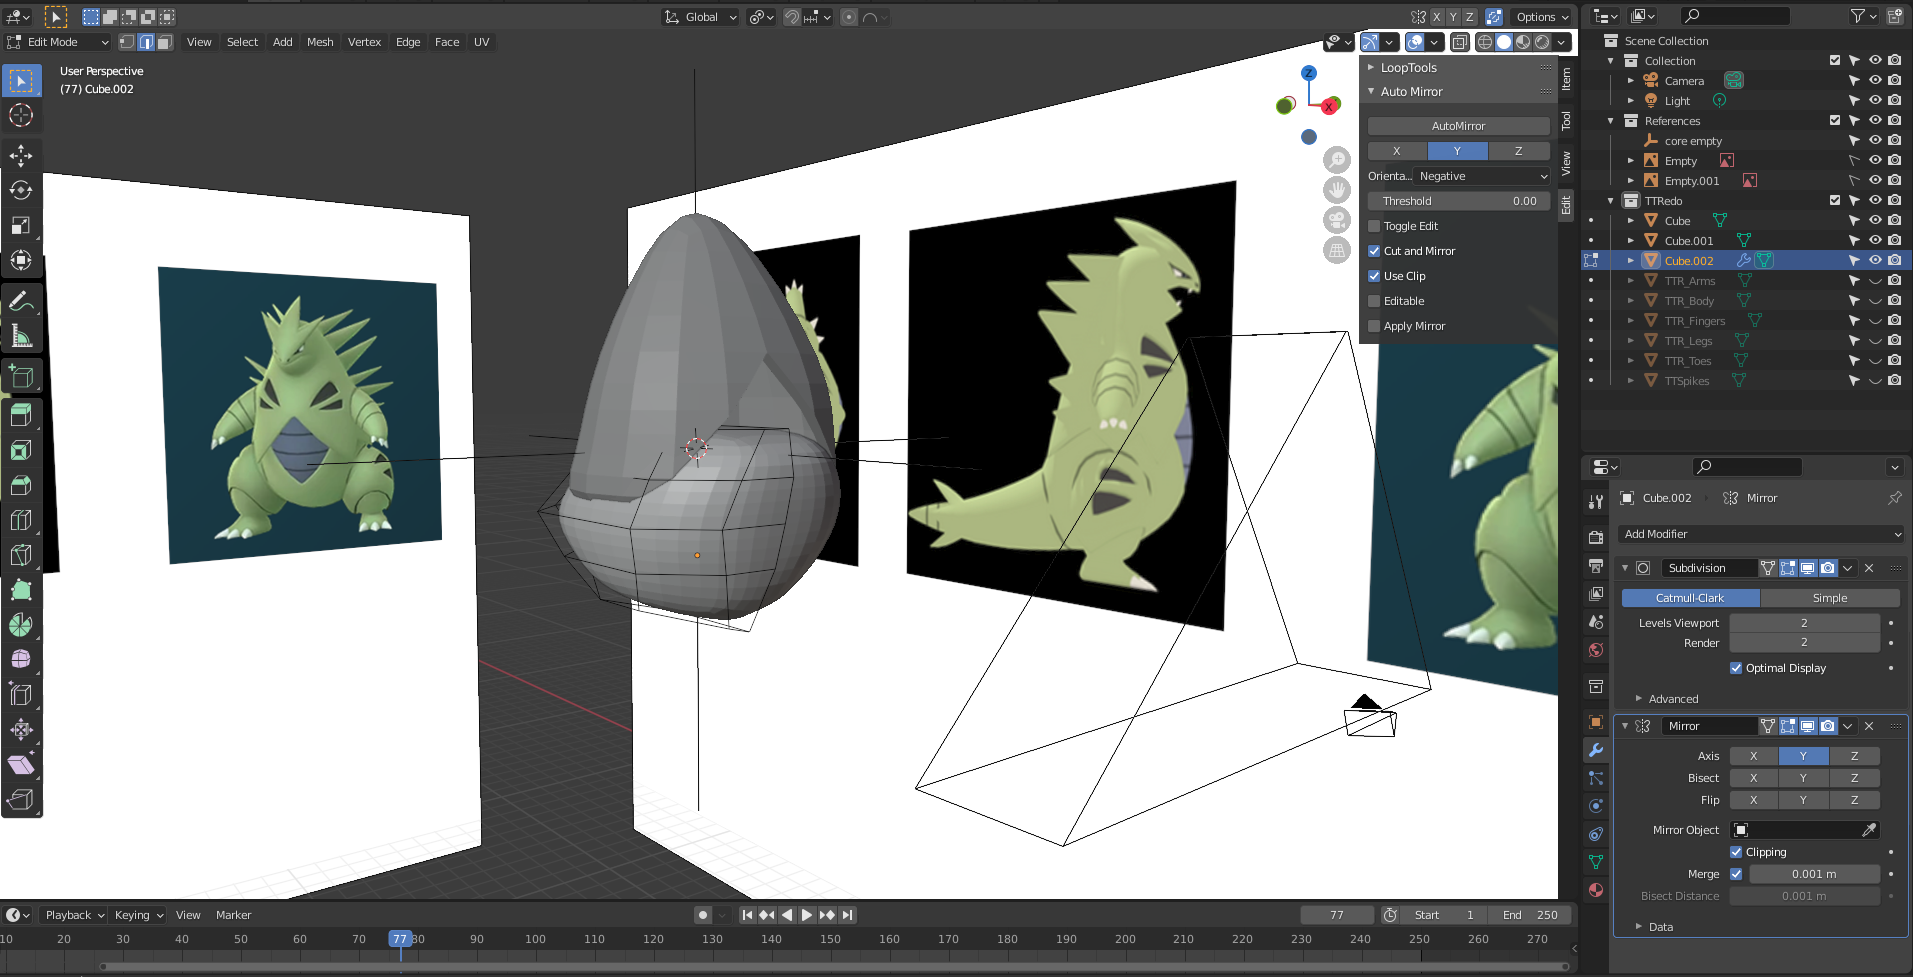 Global
X Y Z
Options
Edit Mode
View Select Add Mesh Vertex Edge Face UV
User Perspective
(77) Cube.002
Z
X
LoopTools
Auto Mirror
AutoMirror
X Y Z
Orienta... Negative
Threshold 0.00
Toggle Edit
Cut and Mirror
Use Clip
Editable
Apply Mirror
Item
Tool
View
Edit
Scene Collection
Collection
Camera
Light
References
core empty
Empty
Empty.001
TTRedo
Cube
Cube.001
Cube.002
TTR_Arms
TTR_Body
TTR_Fingers
TTR_Legs
TTR_Toes
TTSpikes
Cube.002 Mirror
Add Modifier
Subdivision
Catmull-Clark Simple
Levels Viewport 2
Render 2
Optimal Display
Advanced
Mirror
Axis X Y Z
Bisect X Y Z
Flip X Y Z
Mirror Object
Clipping
Merge 0.001 m
Bisect Distance 0.001 m
Data
Playback Keying View Marker
77 Start 1 End 250
10 20 30 40 50 60 70 77 80 90 100 110 120 130 140 150 160 170 180 190 200 210 220 230 240 250 260 270